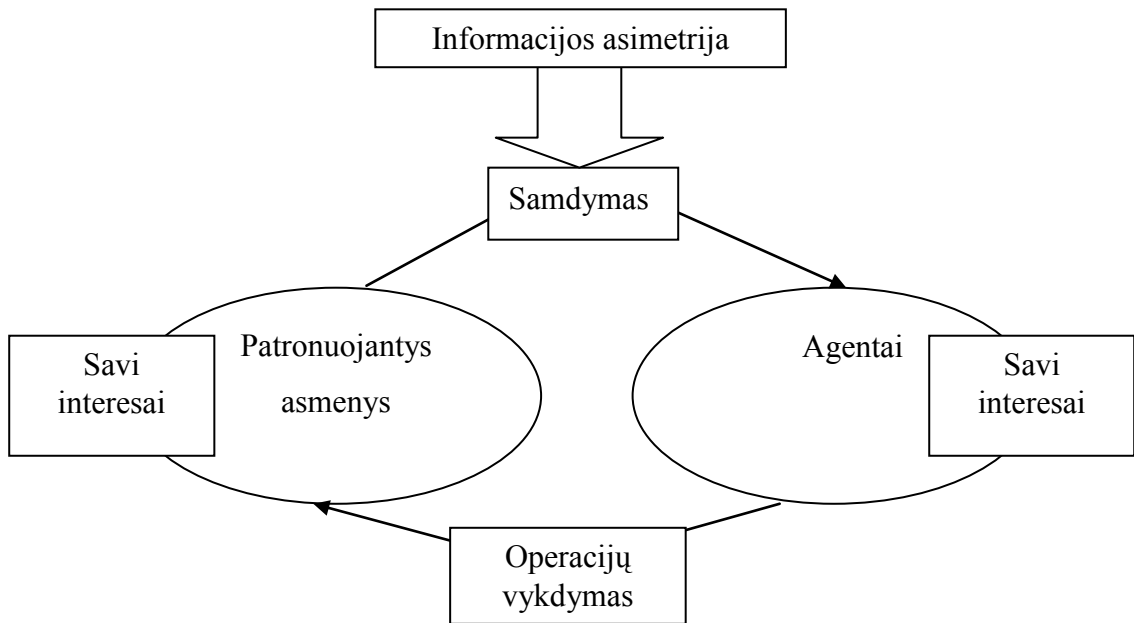 Informacijos asimetrija
Samdymas
Savi
interesai
Patronuojantys
asmenys
Agentai
Savi
interesai
Operacijų
vykdymas